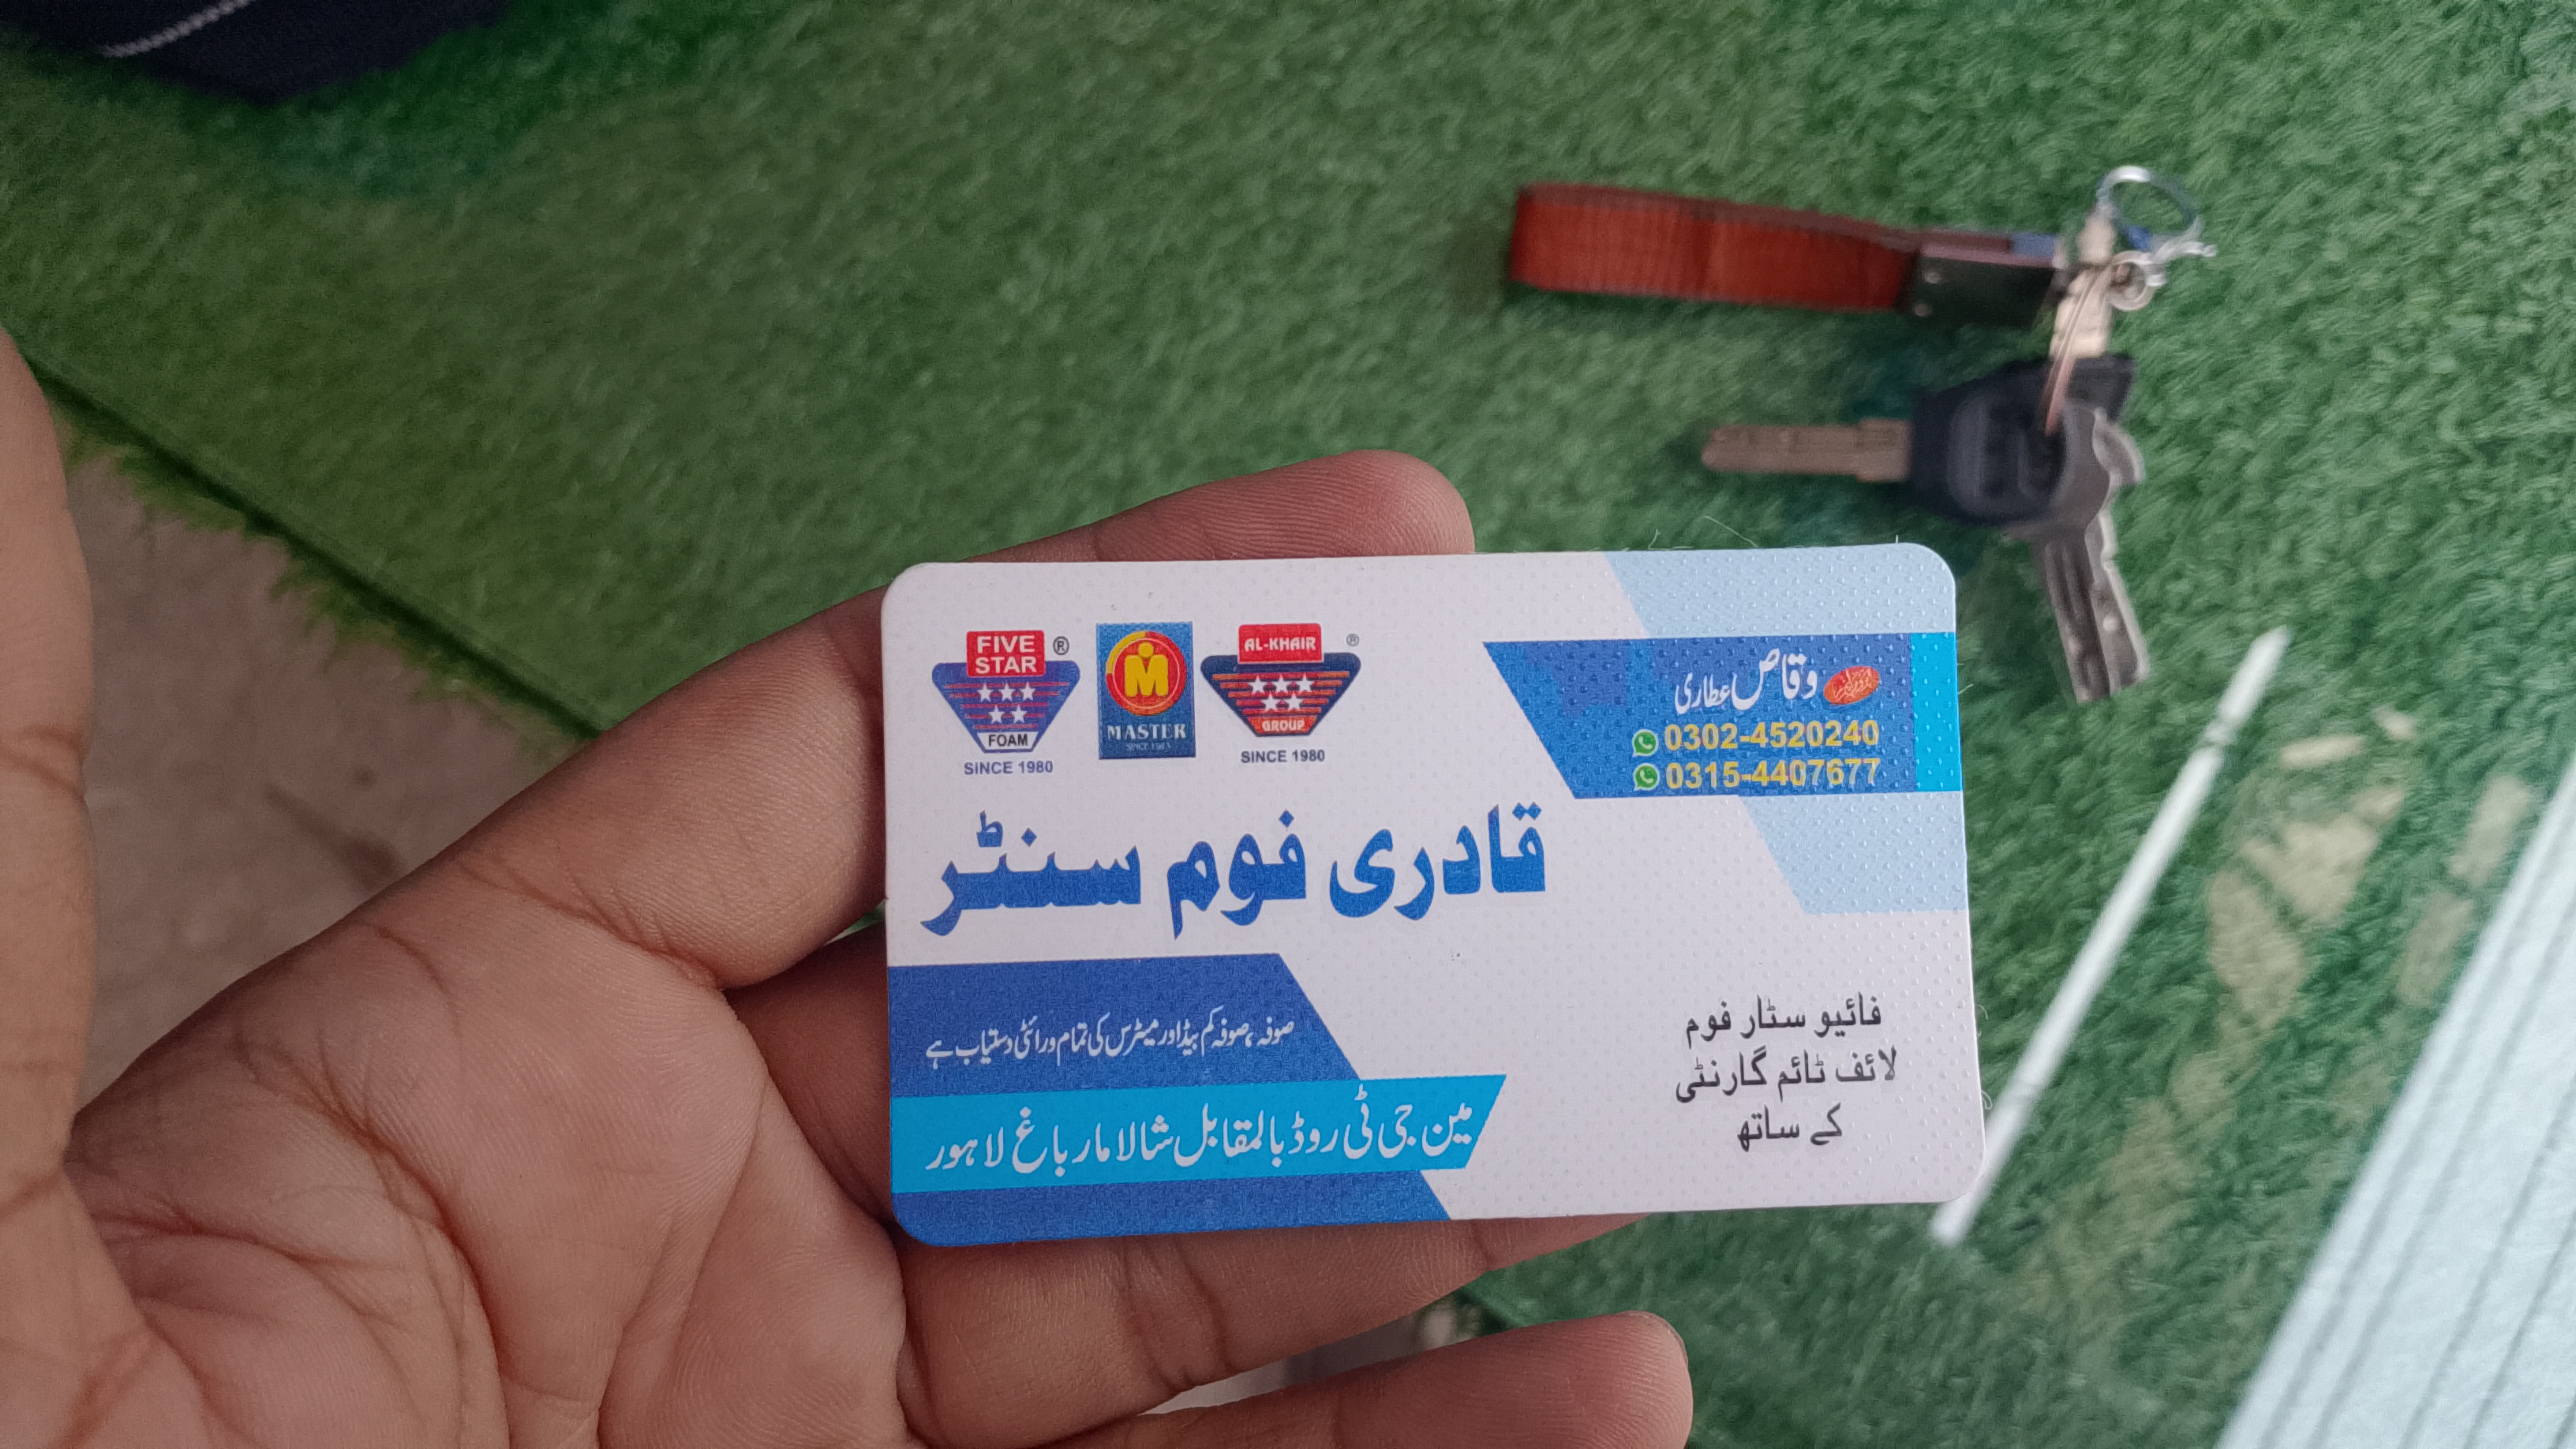 FIVE
STAR
®
FOAM
SiNCE 1980
MASTER
AL-KHAIR
®
GROUP
SINCE 1980
پروپرائٹر
وقاص عطاری
0302-4520240
0315-4407677
قادری فوم سنٹر
صوفہ، صوفہ کم بیڈ اور میٹرس کی تمام ورائٹی دستیاب ہے
مین جی ٹی روڈ بالمقابل شالامار باغ لاہور
فائیو سٹار فوم
لائف ٹائم گارنٹی
کے ساتھ